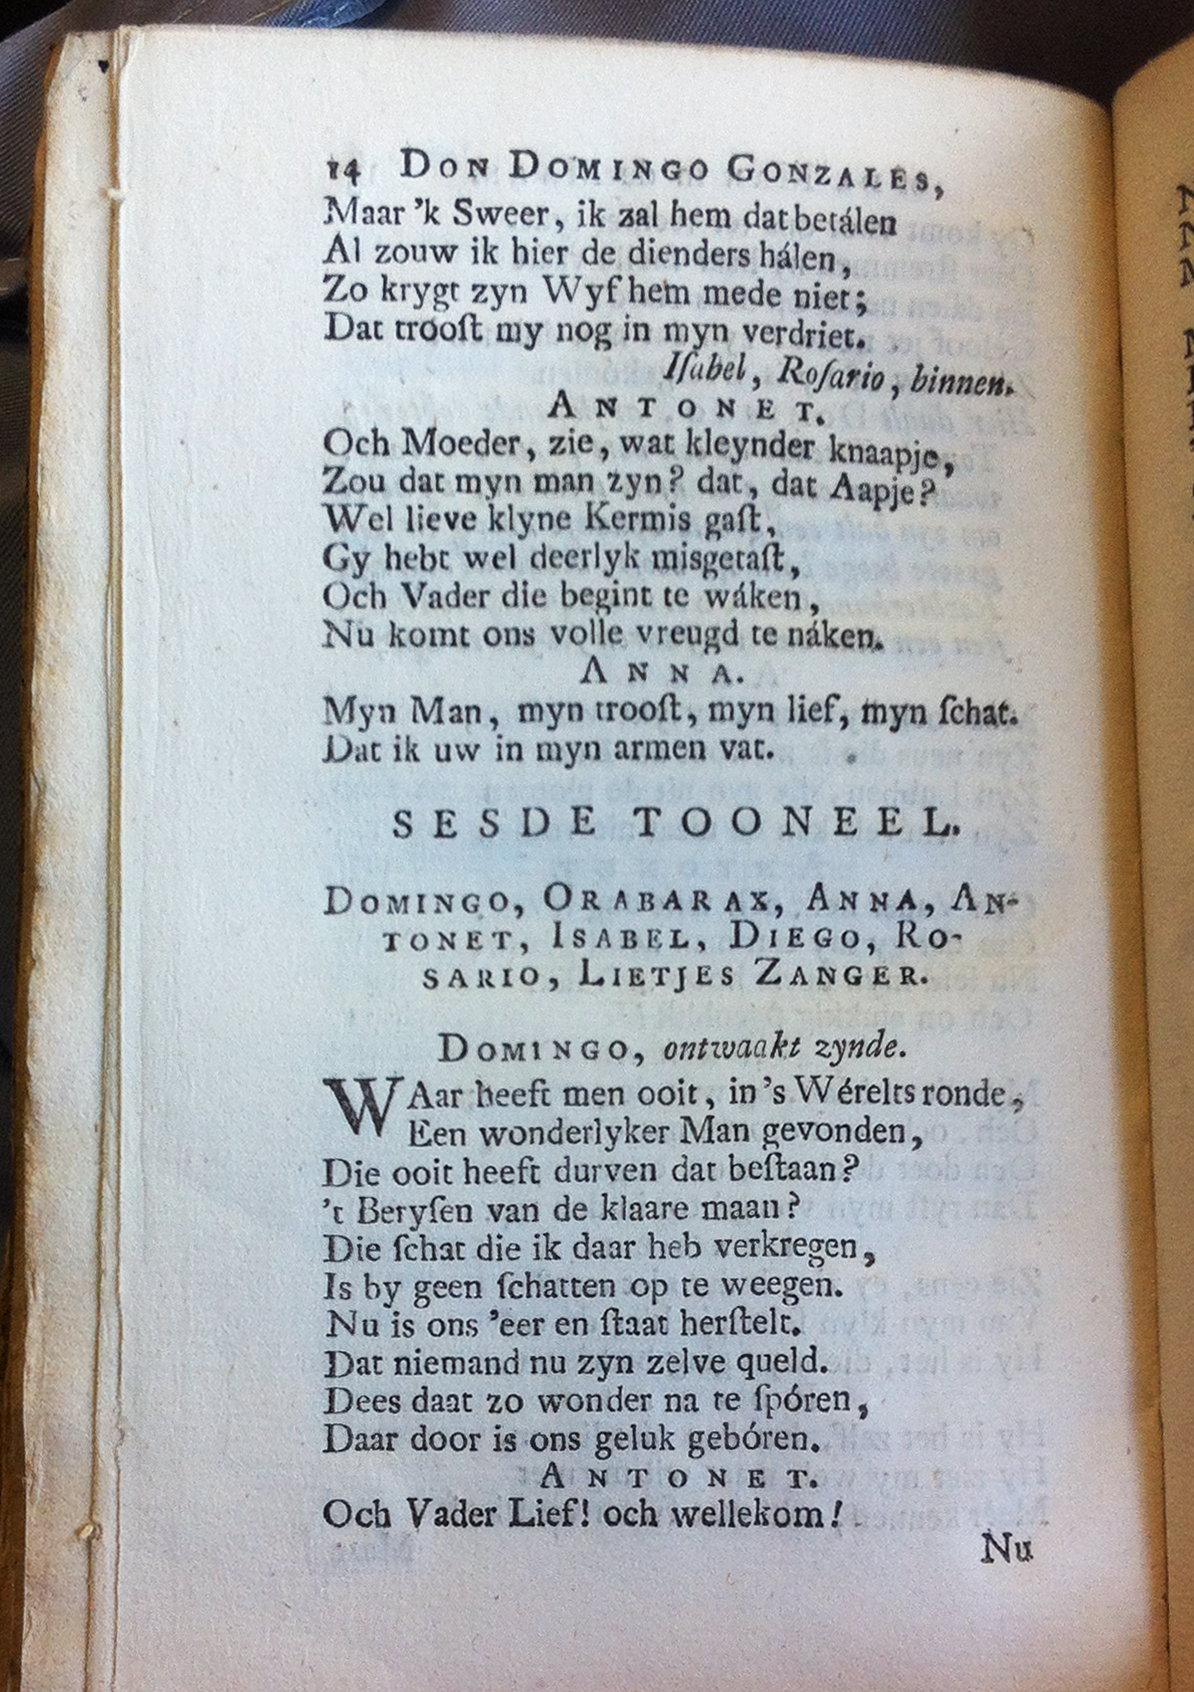 14 DON DOMINGO GONZALES,
Maar 'k Sweer, ik zal hem dat betálen
Al zouw ik hier de dienders hálen,
Zo krygt zyn Wyf hem mede niet;
Dat trooſt my nog in myn verdriet.
Iſabel, Roſario, binnen.
ANTONET.
Och Moeder, zie, wat kleynder knaapje,
Zou dat myn man zyn? dat, dat Aapje?
Wel lieve klyne Kermis gaſt,
Gy hebt wel deerlyk misgetaſt,
Och Vader die begint te wáken,
Nu komt ons volle vreugd te náken.
ANNA.
Myn Man, myn trooſt, myn lief, myn ſchat.
Dat ik uw in myn armen vat.
SESDE TOONEEL.
DOMINGO, ORABARAX, ANNA, AN-
TONET, ISABEL, DIEGO, RO-
SARIO, LIETJES ZANGER.
DOMINGO, ontwaakt zynde.
WAar heeft men ooit, in 's Wérelts ronde,
Een wonderlyker Man gevonden,
Die ooit heeft durven dat beſtaan?
't Beryſen van de klaare maan?
Die ſchat die ik daar heb verkregen,
Is by geen ſchatten op te weegen.
Nu is ons 'eer en ſtaat herſtelt.
Dat niemand nu zyn zelve queld.
Dees daat zo wonder na te ſpóren,
Daar door is ons geluk gebóren.
ANTONET.
Och Vader Lief! och wellekom!
Nu